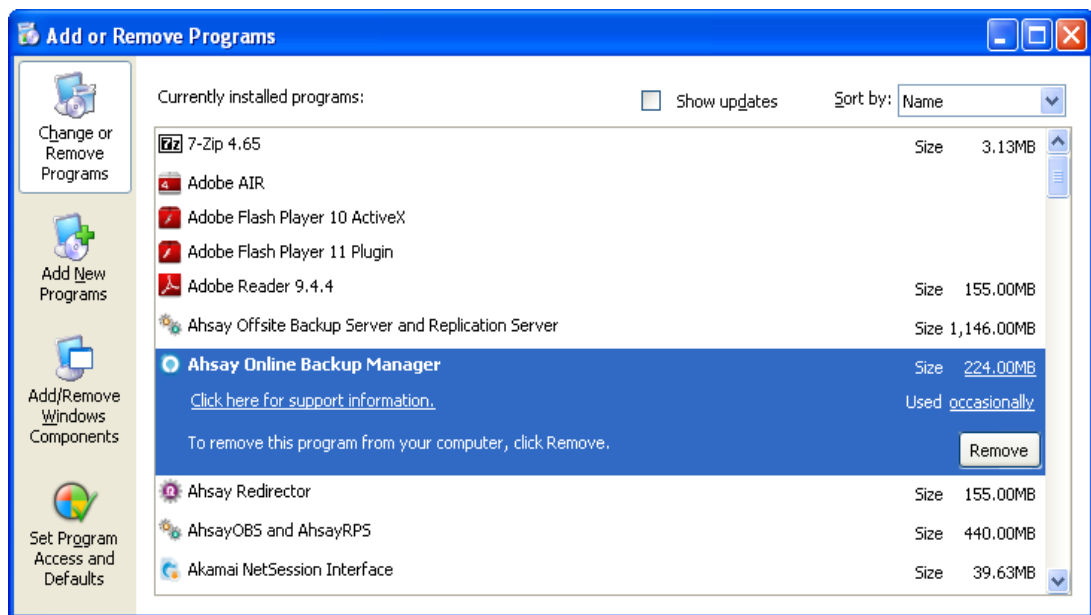 Add or Remove Programs
Change or
Remove
Programs
Add New
Programs
Add/Remove
Windows
Components
Set Program
Access and
Defaults
Currently installed programs:
Show updates
Sort by: Name
7z 7-Zip 4.65 Size 3.13MB
Adobe AIR
Adobe Flash Player 10 ActiveX
Adobe Flash Player 11 Plugin
Adobe Reader 9.4.4 Size 155.00MB
Ahsay Offsite Backup Server and Replication Server Size 1,146.00MB
Ahsay Online Backup Manager Size 224.00MB
Click here for support information. Used occasionally
To remove this program from your computer, click Remove. Remove
Ahsay Redirector Size 155.00MB
AhsayOBS and AhsayRPS Size 440.00MB
Akamai NetSession Interface Size 39.63MB